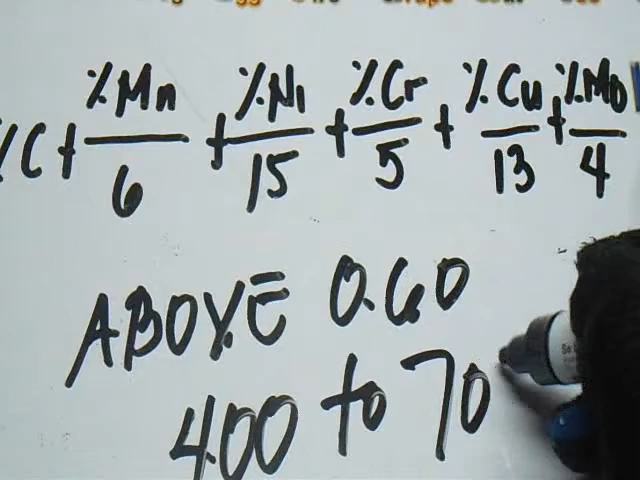 %C + %Mn/6 + %Ni/15 + %Cr/5 + %Cu/13 + %Mo/4
ABOVE 0.60
400 to 70